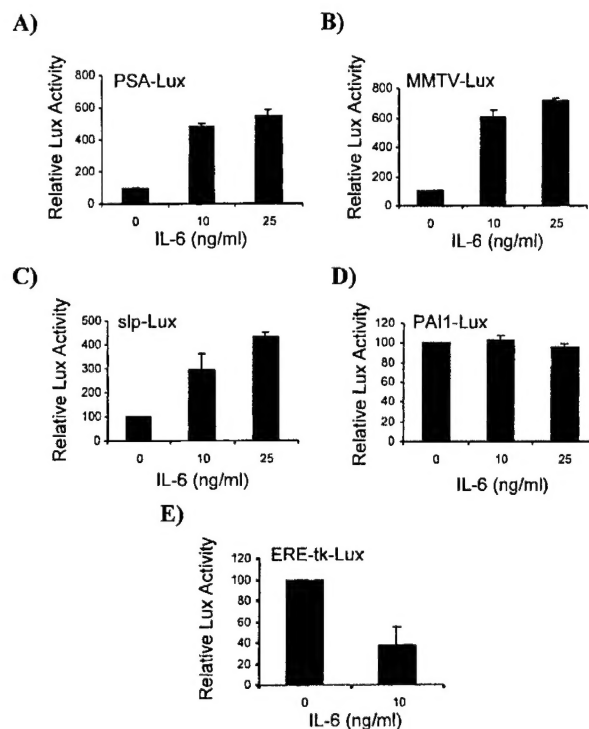 A)
PSA-Lux
Relative Lux Activity
800
600
400
200
0
0 10 25
IL-6 (ng/ml)
B)
MMTV-Lux
Relative Lux Activity
800
600
400
200
0
0 10 25
IL-6 (ng/ml)
C)
slp-Lux
Relative Lux Activity
500
400
300
200
100
0
0 10 25
IL-6 (ng/ml)
D)
PAI1-Lux
Relative Lux Activity
120
100
80
60
40
20
0
0 10 25
IL-6 (ng/ml)
E)
ERE-tk-Lux
Relative Lux Activity
120
100
80
60
40
20
0
0 10
IL-6 (ng/ml)